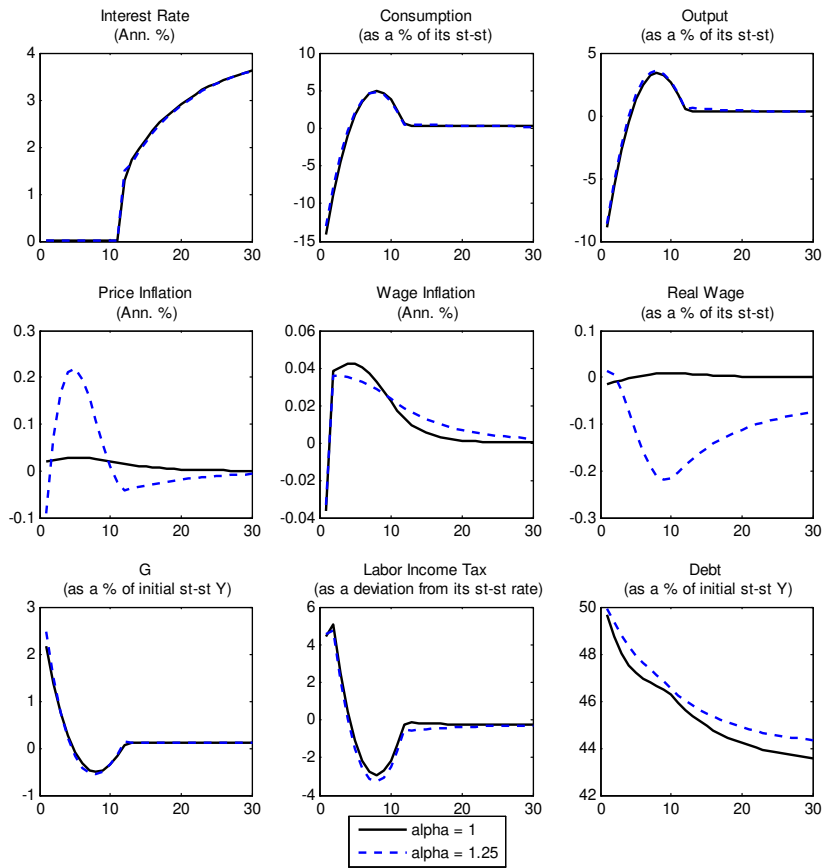 Interest Rate
(Ann. %)
4
3
2
1
0
0 10 20 30
Consumption
(as a % of its st-st)
10
5
0
-5
-10
-15
0 10 20 30
Output
(as a % of its st-st)
5
0
-5
-10
0 10 20 30
Price Inflation
(Ann. %)
0.3
0.2
0.1
0
-0.1
0 10 20 30
Wage Inflation
(Ann. %)
0.06
0.04
0.02
0
-0.02
-0.04
0 10 20 30
Real Wage
(as a % of its st-st)
0.1
0
-0.1
-0.2
-0.3
0 10 20 30
G
(as a % of initial st-st Y)
3
2
1
0
-1
0 10 20 30
Labor Income Tax
(as a deviation from its st-st rate)
6
4
2
0
-2
-4
0 10 20 30
Debt
(as a % of initial st-st Y)
50
48
46
44
42
0 10 20 30
alpha = 1
alpha = 1.25